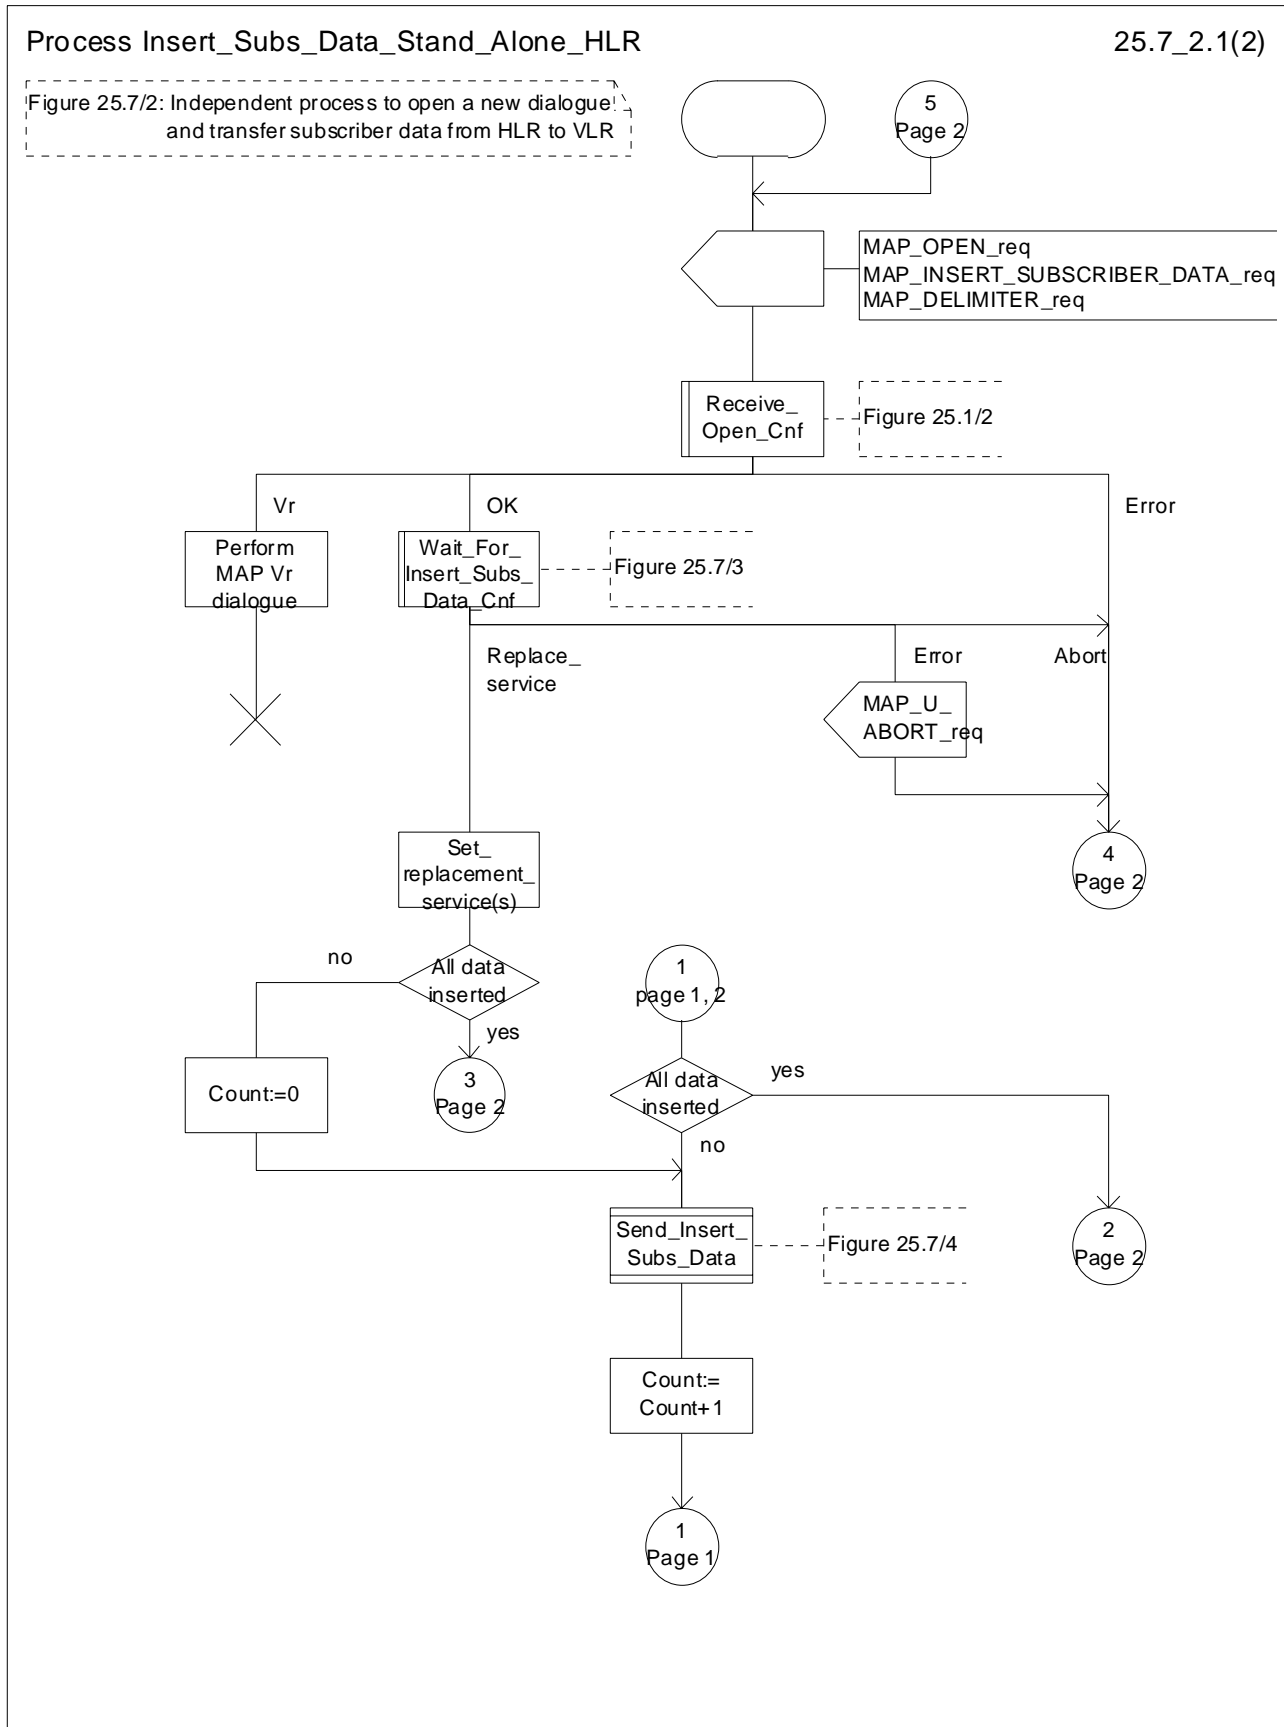 Process Insert_Subs_Data_Stand_Alone_HLR
25.7_2.1(2)
Figure 25.7/2: Independent process to open a new dialogue
and transfer subscriber data from HLR to VLR
5
Page 2
MAP_OPEN_req
MAP_INSERT_SUBSCRIBER_DATA_req
MAP_DELIMITER_req
Receive_
Open_Cnf
Figure 25.1/2
Vr
OK
Error
Perform
MAP Vr
dialogue
Wait_For_
Insert_Subs_
Data_Cnf
Figure 25.7/3
Replace_
service
Error
Abort
MAP_U_
ABORT_req
Set_
replacement_
service(s)
4
Page 2
no
All data
inserted
yes
1
page 1, 2
Count:=0
3
Page 2
All data
inserted
yes
no
Send_Insert_
Subs_Data
Figure 25.7/4
2
Page 2
Count:=
Count+1
1
Page 1